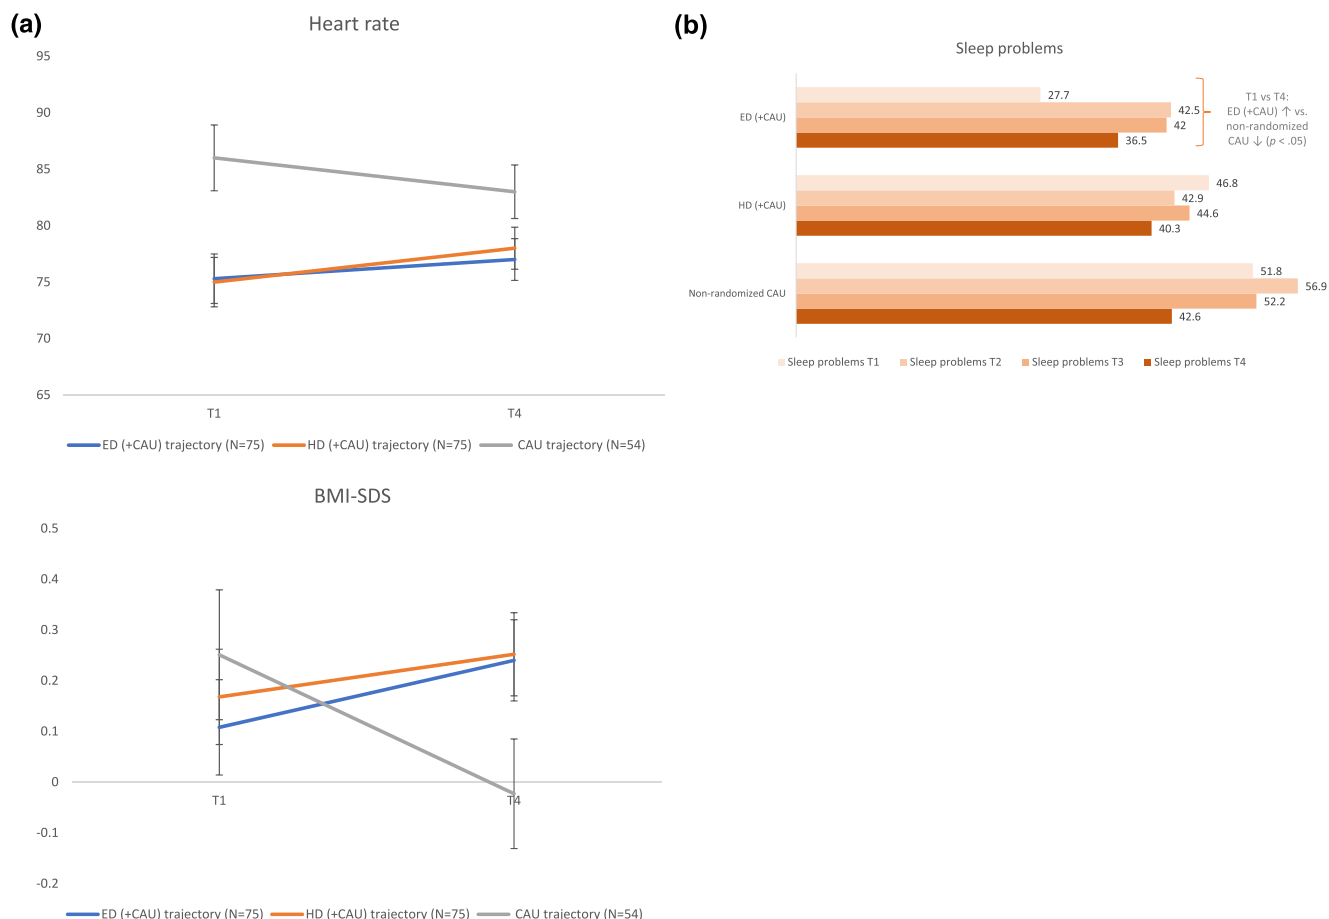 (a)
Heart rate
95
90
85
80
75
70
65
T1
T4
ED (+CAU) trajectory (N=75)
HD (+CAU) trajectory (N=75)
CAU trajectory (N=54)
BMI-SDS
0.5
0.4
0.3
0.2
0.1
0
-0.1
-0.2
T1
T4
ED (+CAU) trajectory (N=75)
HD (+CAU) trajectory (N=75)
CAU trajectory (N=54)
(b)
Sleep problems
ED (+CAU)
27.7
42.5
42
36.5
T1 vs T4:
ED (+CAU) ↑ vs.
non-randomized
CAU ↓ (p < .05)
HD (+CAU)
46.8
42.9
44.6
40.3
Non-randomized CAU
51.8
56.9
52.2
42.6
Sleep problems T1
Sleep problems T2
Sleep problems T3
Sleep problems T4